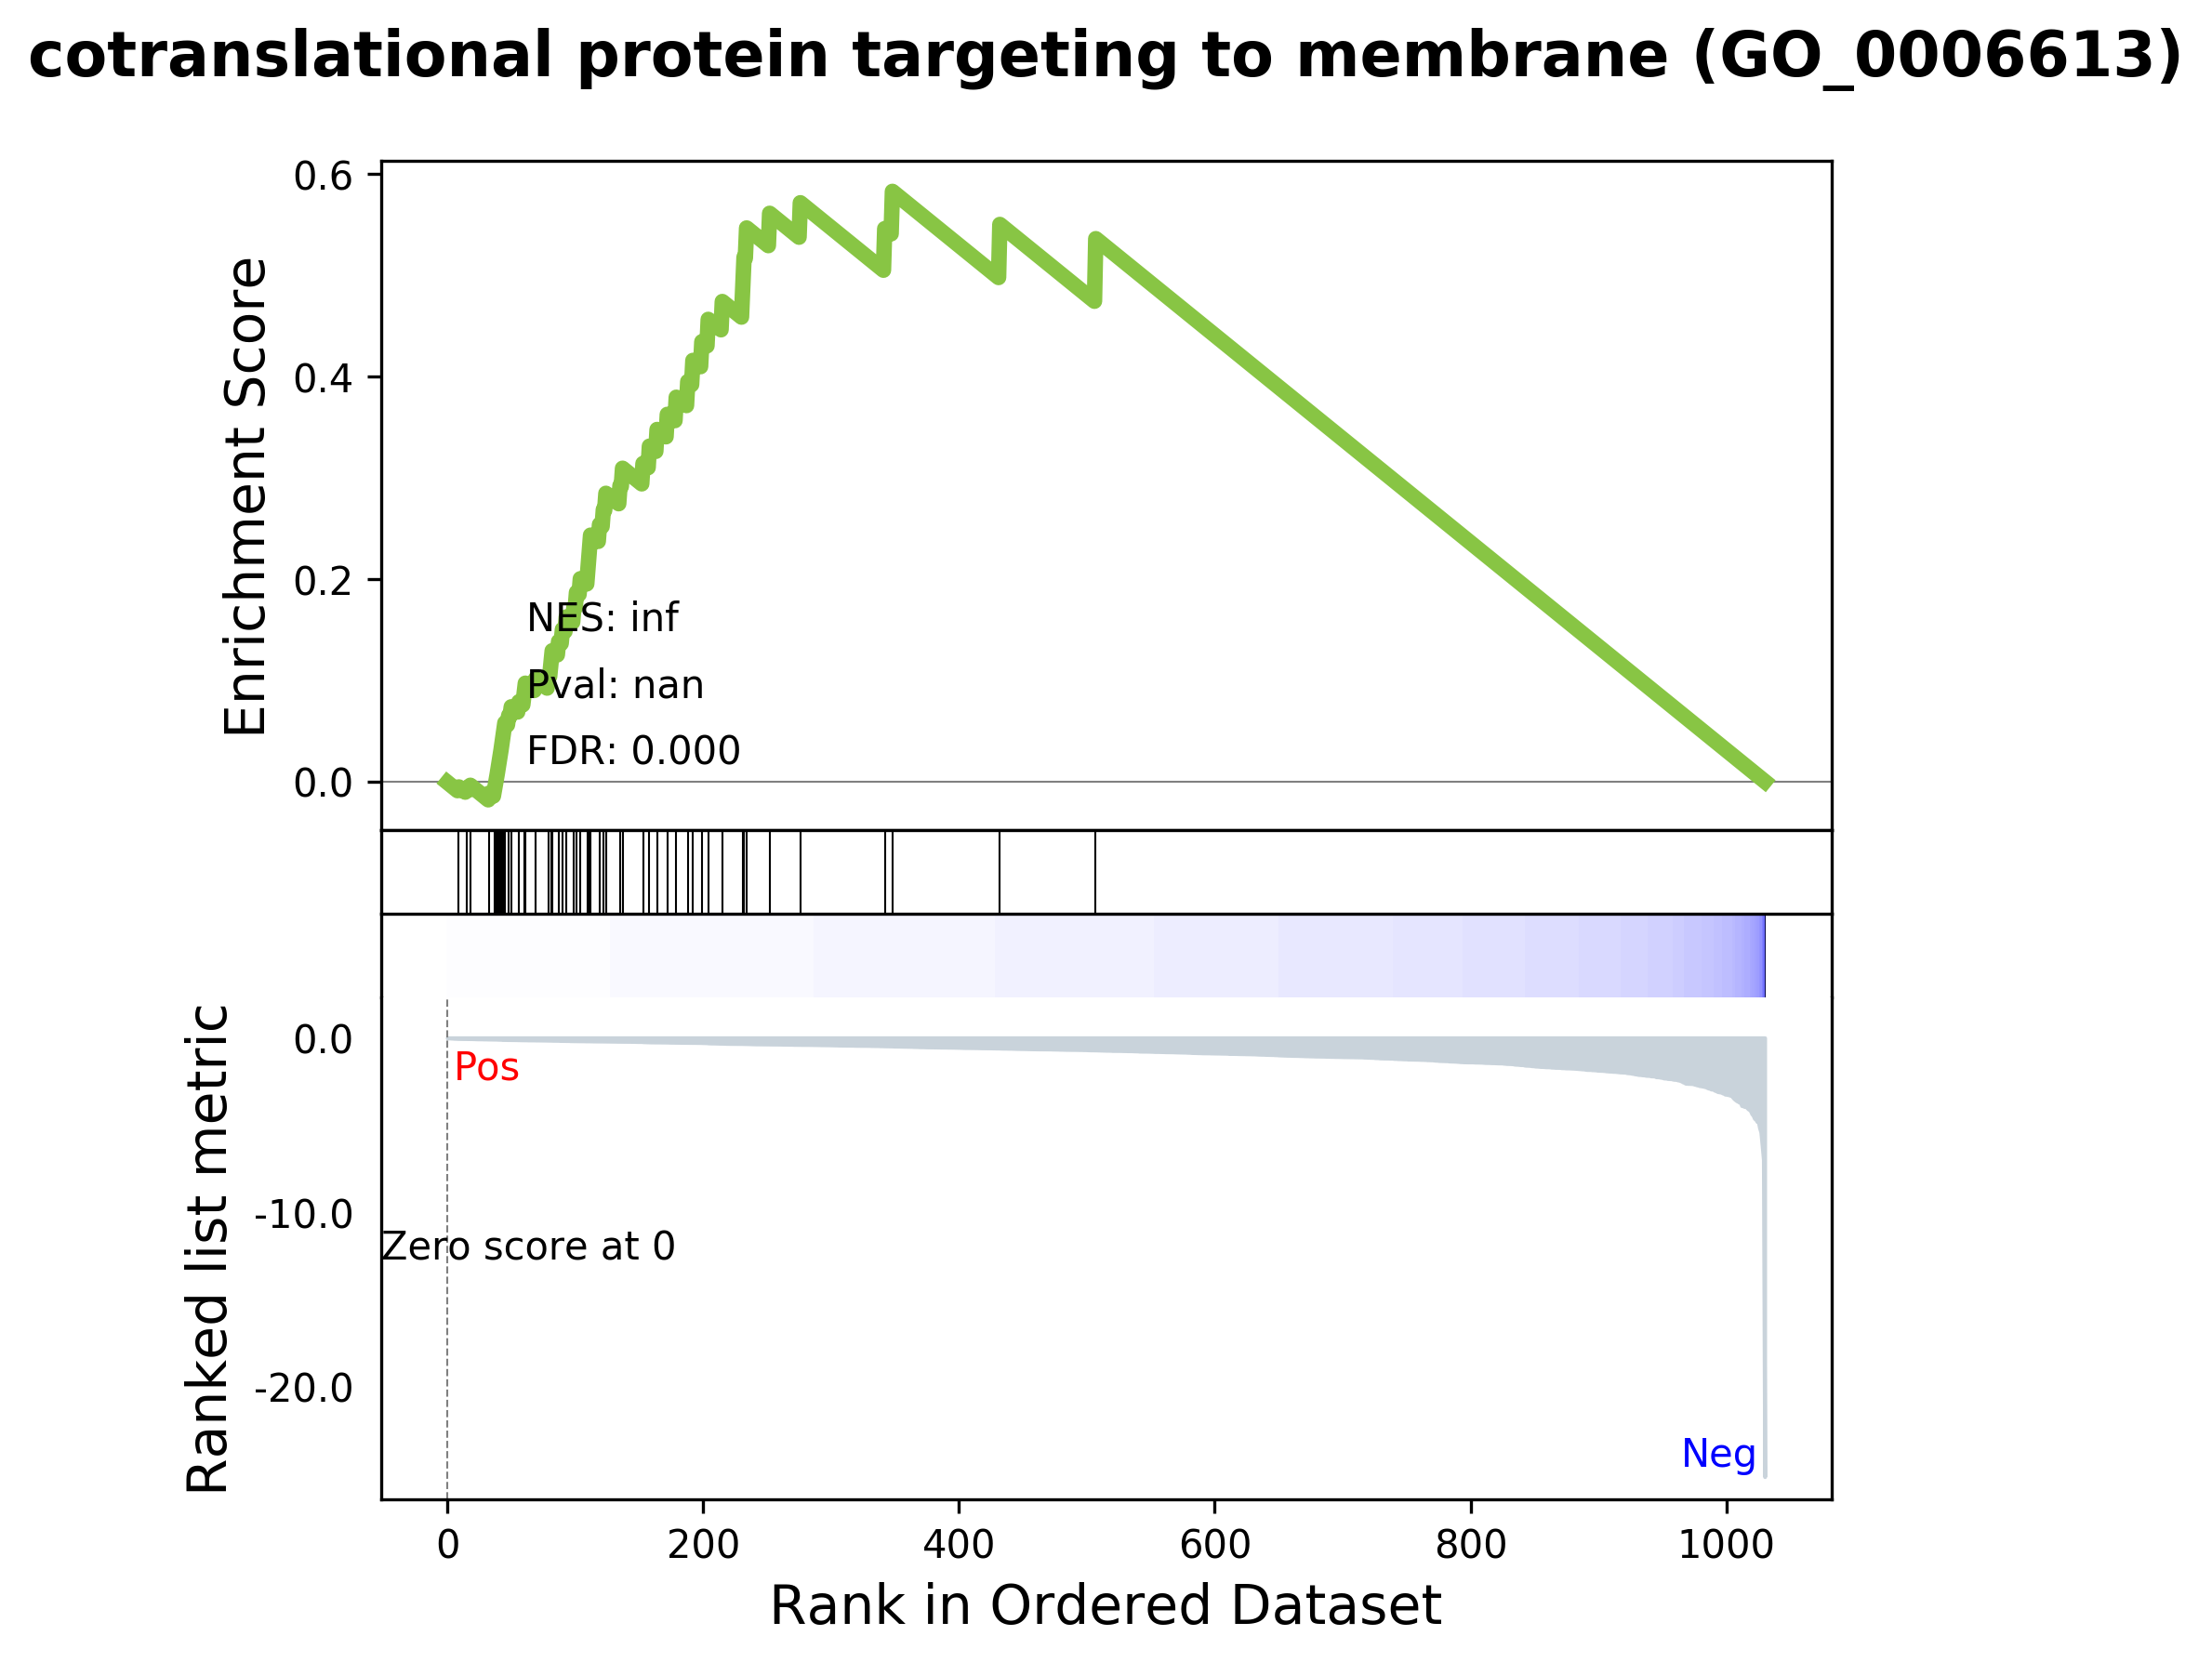 cotranslational protein targeting to membrane (GO_0006613)
Enrichment Score
0.6
0.4
0.2
0.0
NES: inf
Pval: nan
FDR: 0.000
Ranked list metric
0.0
-10.0
-20.0
Pos
Zero score at 0
Neg
0 200 400 600 800 1000
Rank in Ordered Dataset